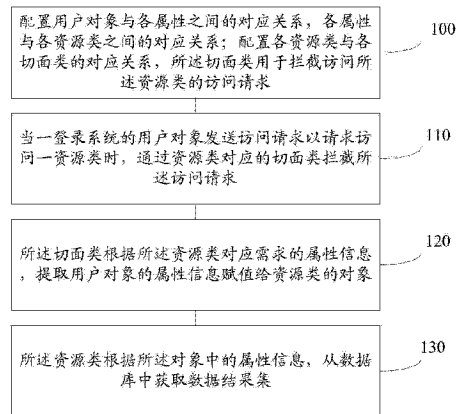 配置用户对象与各属性之间的对应关系，各属性
与各资源类之间的对应关系；配置各资源类与各
切面类的对应关系，所述切面类用于拦截访问所
述资源类的访问请求
100
当一登录系统的用户对象发送访问请求以请求访
问一资源类时，通过资源类对应的切面类拦截所
述访问请求
110
所述切面类根据所述资源类对应需求的属性信息
，提取用户对象的属性信息赋值给资源类的对象
120
所述资源类根据所述对象中的属性信息，从数据
库中获取数据结果集
130